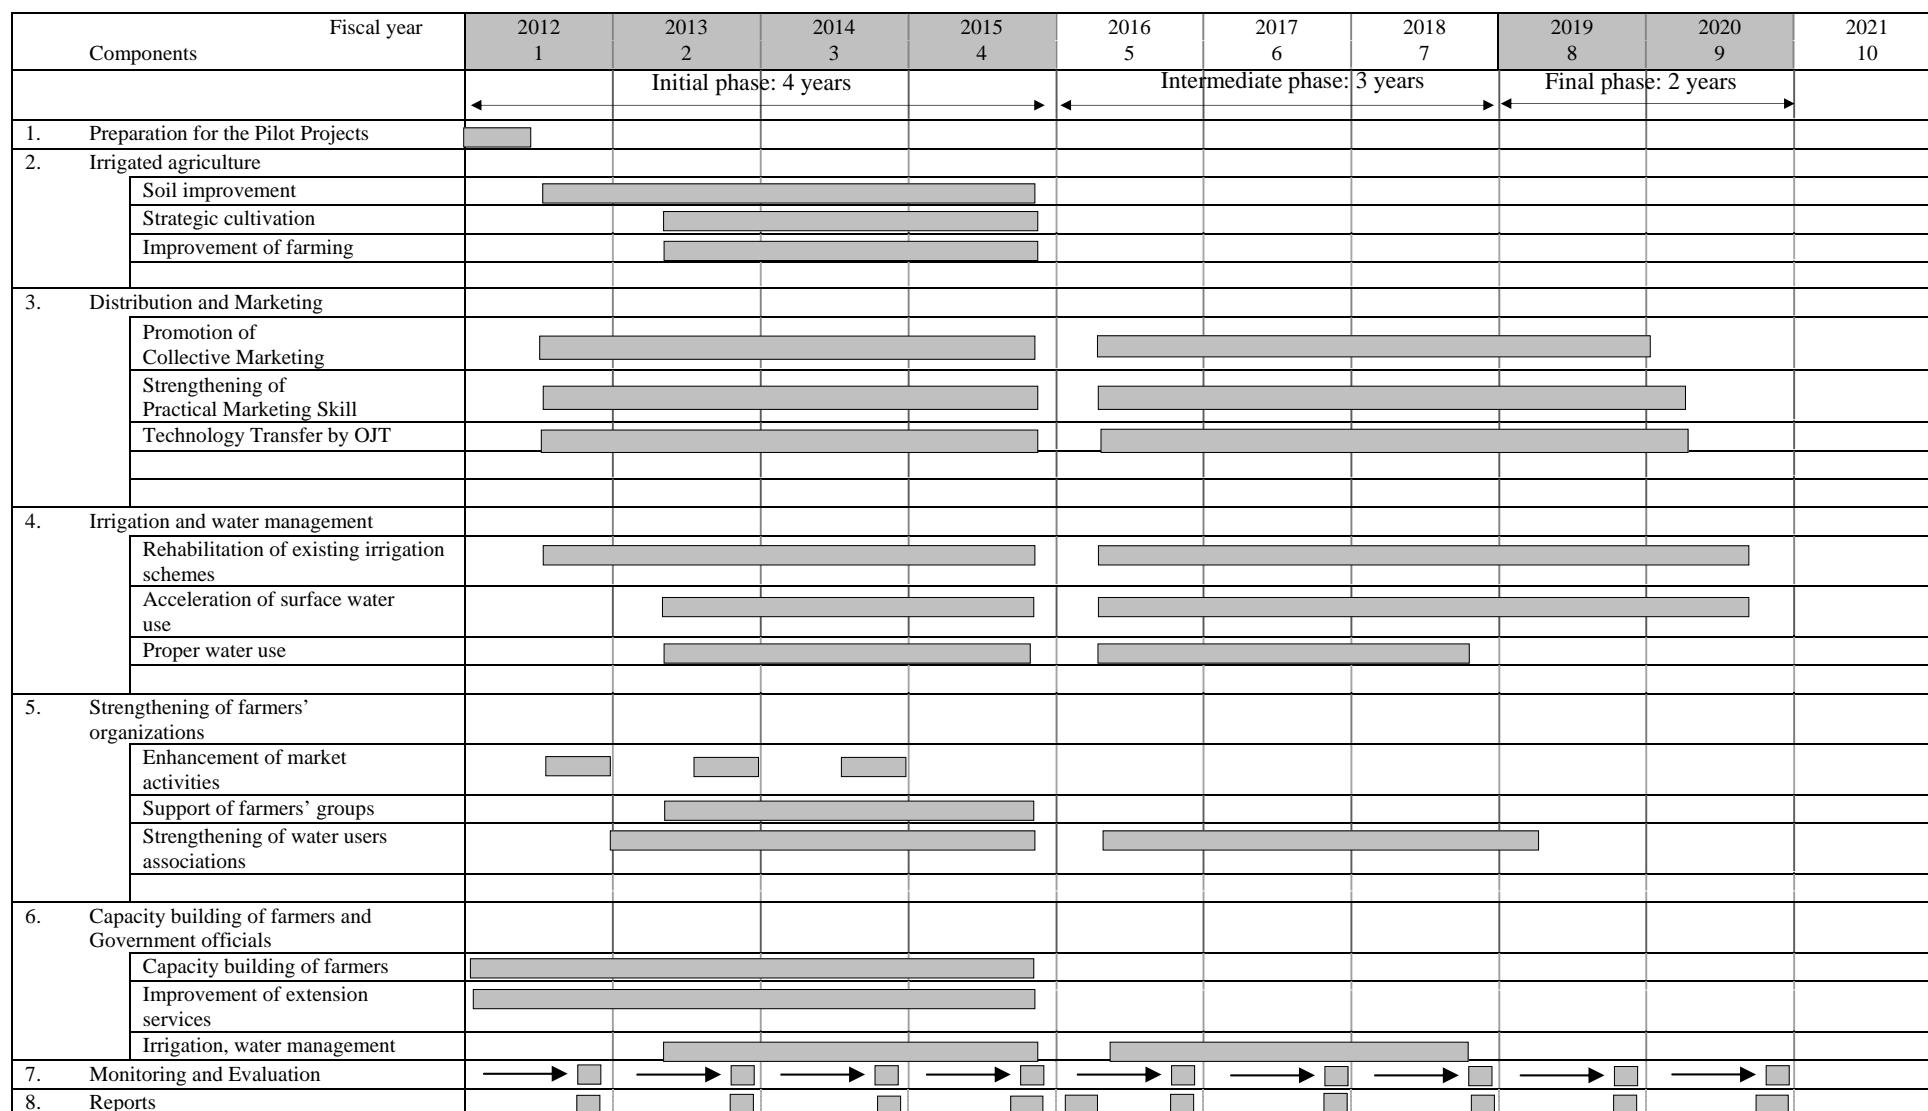 Fiscal year 2012 2013 2014 2015 2016 2017 2018 2019 2020 2021
Components 1 2 3 4 5 6 7 8 9 10
Initial phase: 4 years Intermediate phase: 3 years Final phase: 2 years
1. Preparation for the Pilot Projects
2. Irrigated agriculture
Soil improvement
Strategic cultivation
Improvement of farming
3. Distribution and Marketing
Promotion of
Collective Marketing
Strengthening of
Practical Marketing Skill
Technology Transfer by OJT
4. Irrigation and water management
Rehabilitation of existing irrigation
schemes
Acceleration of surface water
use
Proper water use
5. Strengthening of farmers’
organizations
Enhancement of market
activities
Support of farmers’ groups
Strengthening of water users
associations
6. Capacity building of farmers and
Government officials
Capacity building of farmers
Improvement of extension
services
Irrigation, water management
7. Monitoring and Evaluation
8. Reports